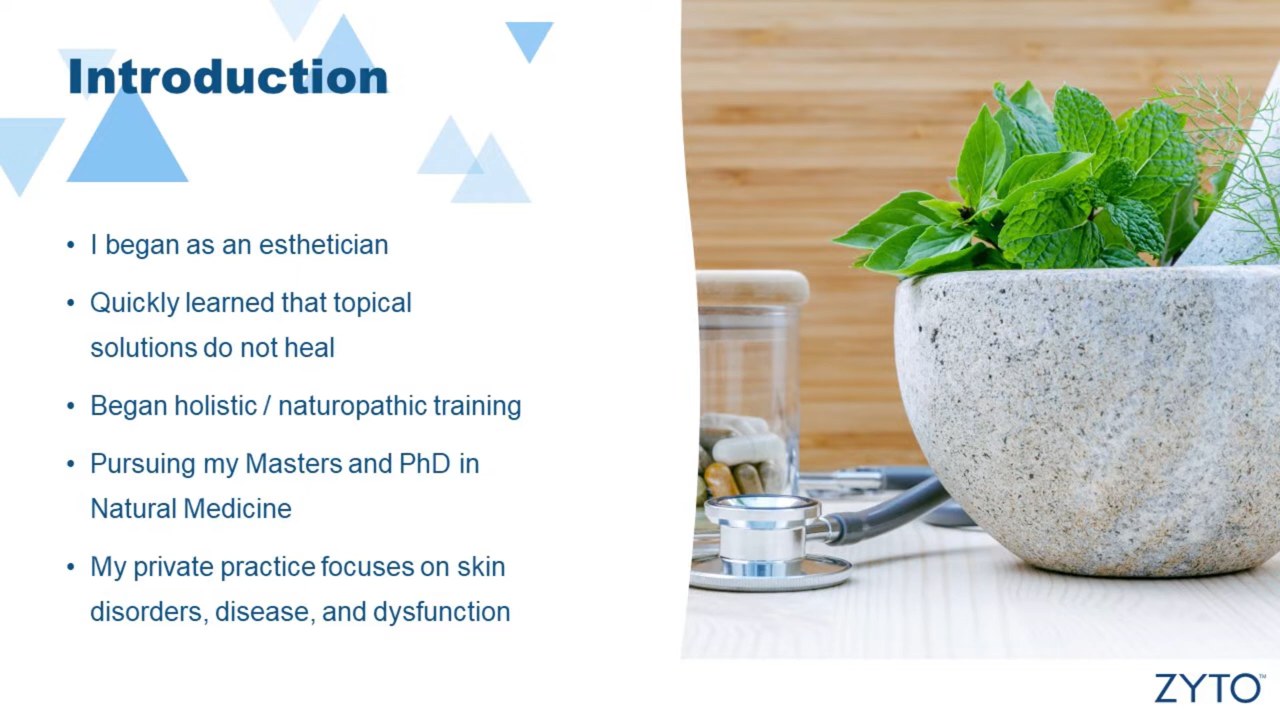 Introduction
• I began as an esthetician
• Quickly learned that topical
solutions do not heal
• Began holistic / naturopathic training
• Pursuing my Masters and PhD in
Natural Medicine
• My private practice focuses on skin
disorders, disease, and dysfunction
ZYTO™